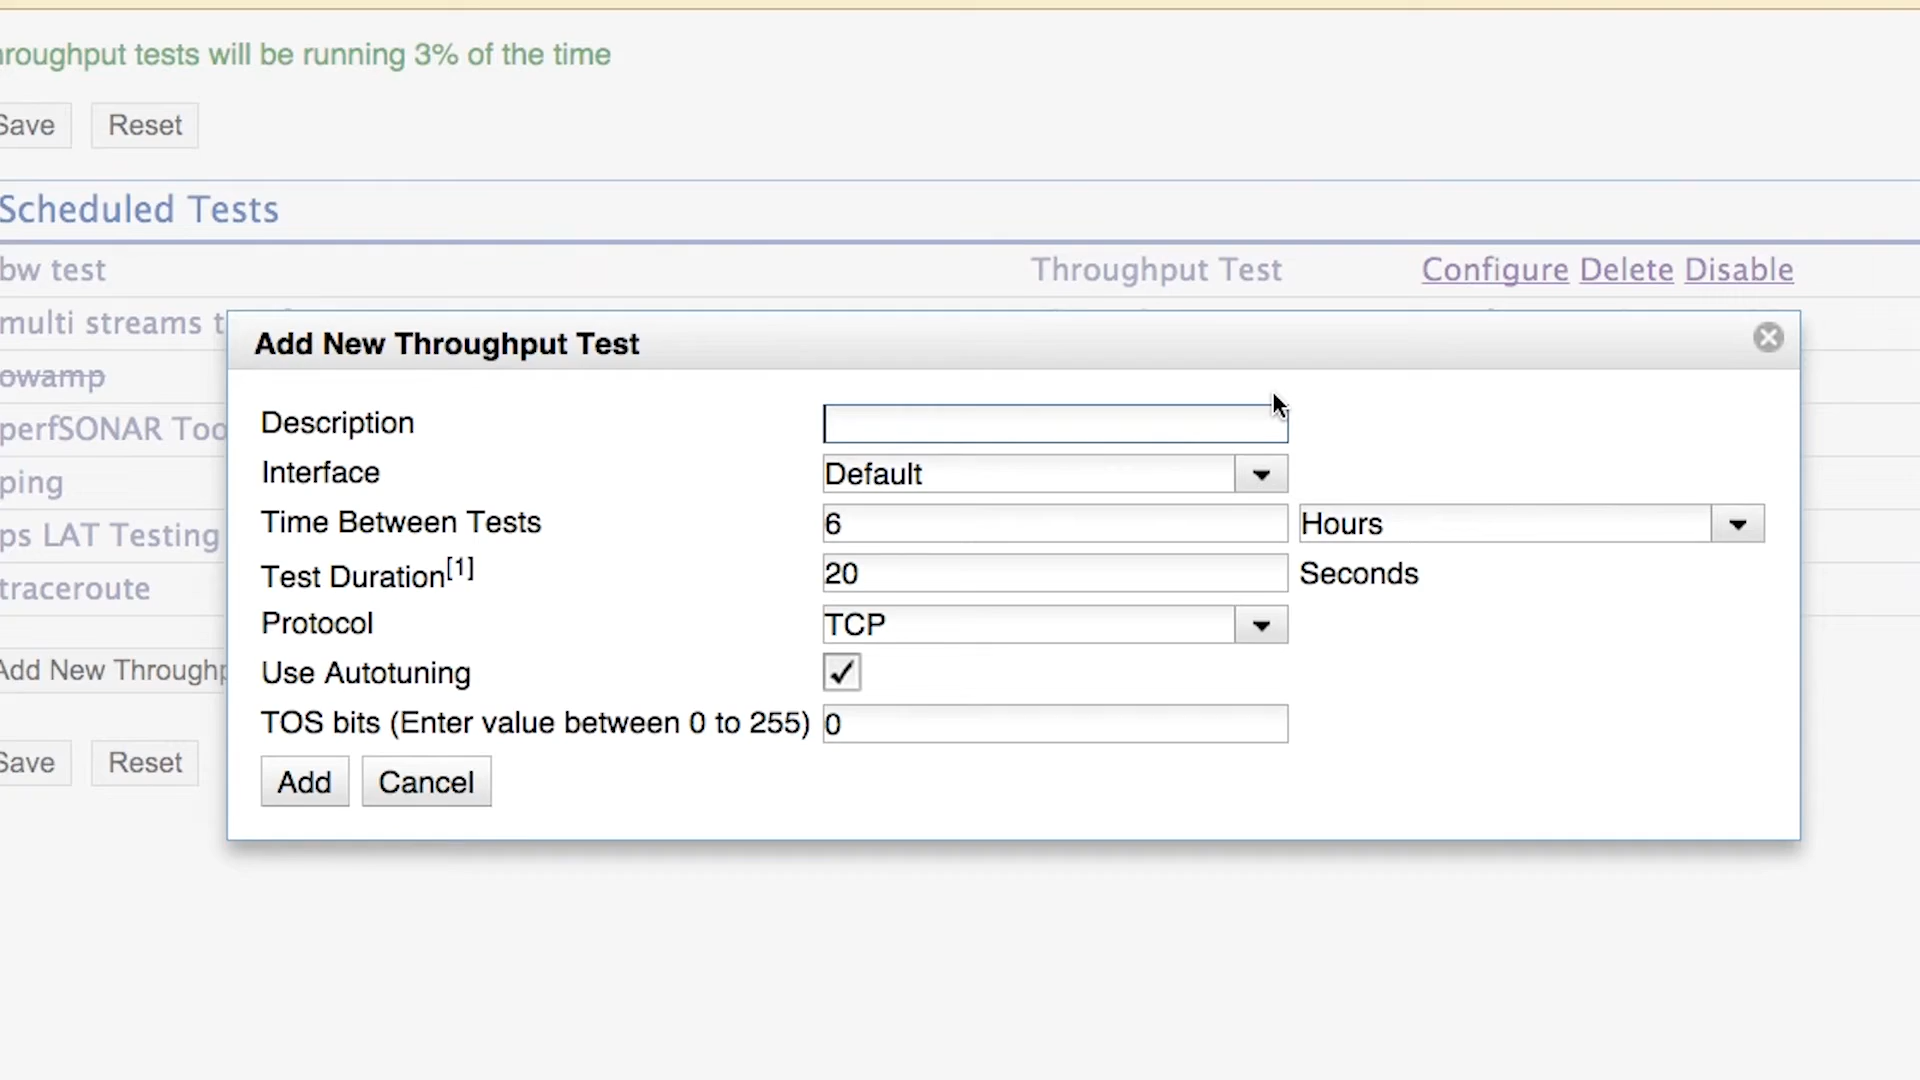 roughput tests will be running 3% of the time
Save Reset
Scheduled Tests
bw test Throughput Test Configure Delete Disable
multi streams t
Add New Throughput Test
owamp
Description
perfSONAR Too
Interface Default
ping
Time Between Tests 6 Hours
ps LAT Testing
Test Duration[1] 20 Seconds
traceroute
Protocol TCP
Add New Throughp
Use Autotuning
TOS bits (Enter value between 0 to 255) 0
Save Reset
Add Cancel